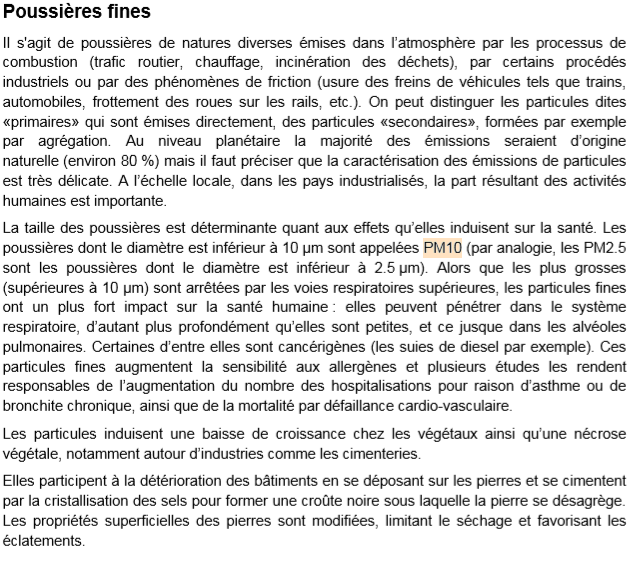 Poussières fines
Il s'agit de poussières de natures diverses émises dans l’atmosphère par les processus de
combustion (trafic routier, chauffage, incinération des déchets), par certains procédés
industriels ou par des phénomènes de friction (usure des freins de véhicules tels que trains,
automobiles, frottement des roues sur les rails, etc.). On peut distinguer les particules dites
«primaires» qui sont émises directement, des particules «secondaires», formées par exemple
par agrégation. Au niveau planétaire la majorité des émissions seraient d’origine
naturelle (environ 80 %) mais il faut préciser que la caractérisation des émissions de particules
est très délicate. A l’échelle locale, dans les pays industrialisés, la part résultant des activités
humaines est importante.
La taille des poussières est déterminante quant aux effets qu’elles induisent sur la santé. Les
poussières dont le diamètre est inférieur à 10 µm sont appelées PM10 (par analogie, les PM2.5
sont les poussières dont le diamètre est inférieur à 2.5 µm). Alors que les plus grosses
(supérieures à 10 µm) sont arrêtées par les voies respiratoires supérieures, les particules fines
ont un plus fort impact sur la santé humaine : elles peuvent pénétrer dans le système
respiratoire, d’autant plus profondément qu’elles sont petites, et ce jusque dans les alvéoles
pulmonaires. Certaines d’entre elles sont cancérigènes (les suies de diesel par exemple). Ces
particules fines augmentent la sensibilité aux allergènes et plusieurs études les rendent
responsables de l’augmentation du nombre des hospitalisations pour raison d’asthme ou de
bronchite chronique, ainsi que de la mortalité par défaillance cardio-vasculaire.
Les particules induisent une baisse de croissance chez les végétaux ainsi qu’une nécrose
végétale, notamment autour d’industries comme les cimenteries.
Elles participent à la détérioration des bâtiments en se déposant sur les pierres et se cimentent
par la cristallisation des sels pour former une croûte noire sous laquelle la pierre se désagrège.
Les propriétés superficielles des pierres sont modifiées, limitant le séchage et favorisant les
éclatements.